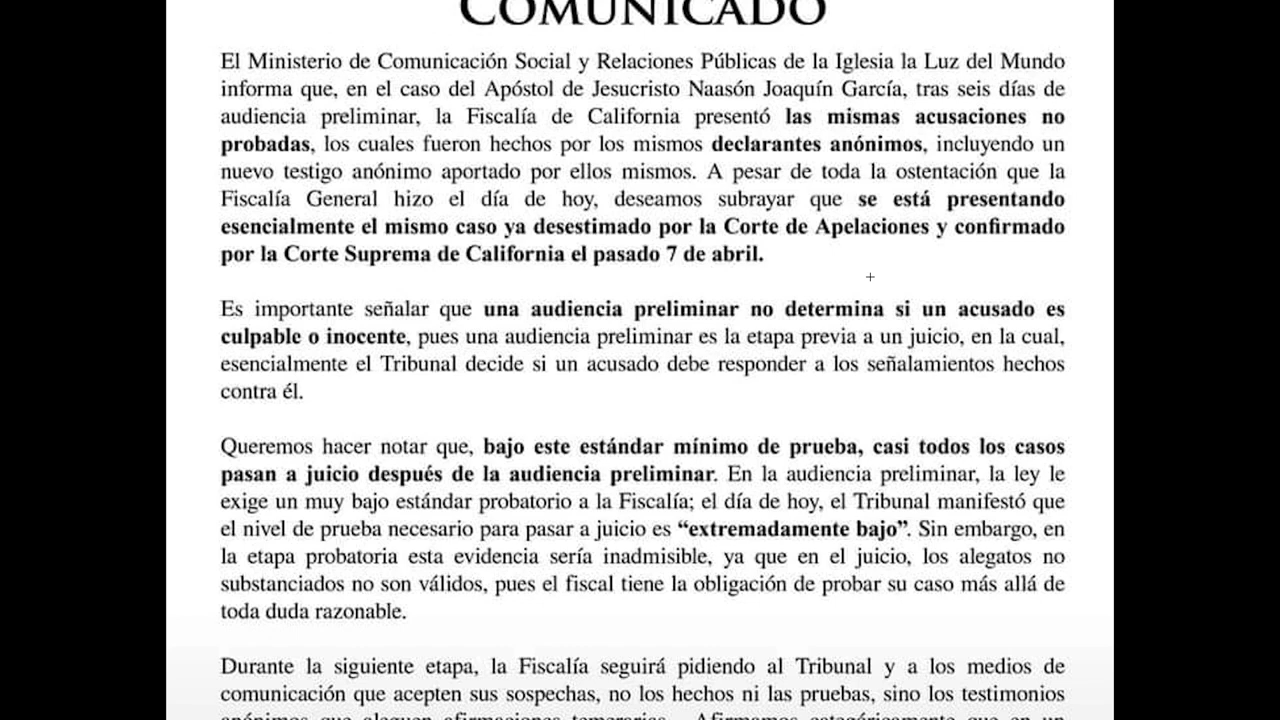 COMUNICADO
El Ministerio de Comunicación Social y Relaciones Públicas de la Iglesia la Luz del Mundo
informa que, en el caso del Apóstol de Jesucristo Naasón Joaquín García, tras seis días de
audiencia preliminar, la Fiscalía de California presentó las mismas acusaciones no
probadas, los cuales fueron hechos por los mismos declarantes anónimos, incluyendo un
nuevo testigo anónimo aportado por ellos mismos. A pesar de toda la ostentación que la
Fiscalía General hizo el día de hoy, deseamos subrayar que se está presentando
esencialmente el mismo caso ya desestimado por la Corte de Apelaciones y confirmado
por la Corte Suprema de California el pasado 7 de abril.
Es importante señalar que una audiencia preliminar no determina si un acusado es
culpable o inocente, pues una audiencia preliminar es la etapa previa a un juicio, en la cual,
esencialmente el Tribunal decide si un acusado debe responder a los señalamientos hechos
contra él.
Queremos hacer notar que, bajo este estándar mínimo de prueba, casi todos los casos
pasan a juicio después de la audiencia preliminar. En la audiencia preliminar, la ley le
exige un muy bajo estándar probatorio a la Fiscalía; el día de hoy, el Tribunal manifestó que
el nivel de prueba necesario para pasar a juicio es “extremadamente bajo”. Sin embargo, en
la etapa probatoria esta evidencia sería inadmisible, ya que en el juicio, los alegatos no
substanciados no son válidos, pues el fiscal tiene la obligación de probar su caso más allá de
toda duda razonable.
Durante la siguiente etapa, la Fiscalía seguirá pidiendo al Tribunal y a los medios de
comunicación que acepten sus sospechas, no los hechos ni las pruebas, sino los testimonios
anónimos que aleguen afirmaciones temerarias. Afirmamos categóricamente que en un